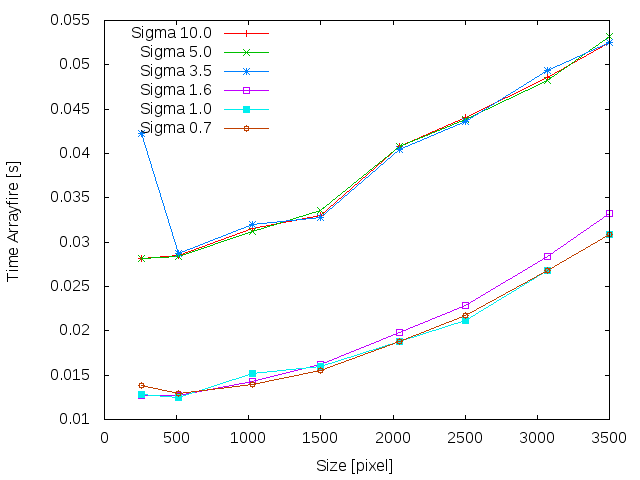 0.055
0.05
0.045
0.04
0.035
0.03
0.025
0.02
0.015
0.01
Time Arrayfire [s]
Sigma 10.0
Sigma 5.0
Sigma 3.5
Sigma 1.6
Sigma 1.0
Sigma 0.7
0 500 1000 1500 2000 2500 3000 3500
Size [pixel]